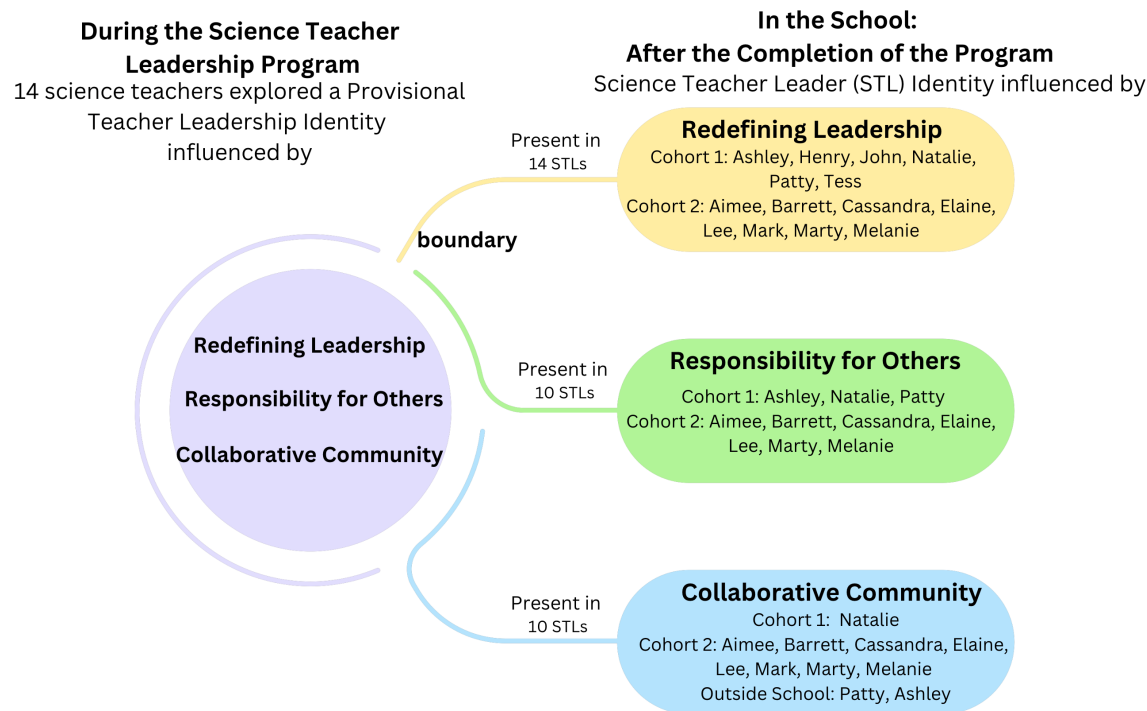 During the Science Teacher
Leadership Program
14 science teachers explored a Provisional
Teacher Leadership Identity
influenced by
In the School:
After the Completion of the Program
Science Teacher Leader (STL) Identity influenced by
boundary
Redefining Leadership
Responsibility for Others
Collaborative Community
Present in
14 STLs
Redefining Leadership
Cohort 1: Ashley, Henry, John, Natalie,
Patty, Tess
Cohort 2: Aimee, Barrett, Cassandra, Elaine,
Lee, Mark, Marty, Melanie
Present in
10 STLs
Responsibility for Others
Cohort 1: Ashley, Natalie, Patty
Cohort 2: Aimee, Barrett, Cassandra, Elaine,
Lee, Marty, Melanie
Present in
10 STLs
Collaborative Community
Cohort 1: Natalie
Cohort 2: Aimee, Barrett, Cassandra, Elaine,
Lee, Mark, Marty, Melanie
Outside School: Patty, Ashley